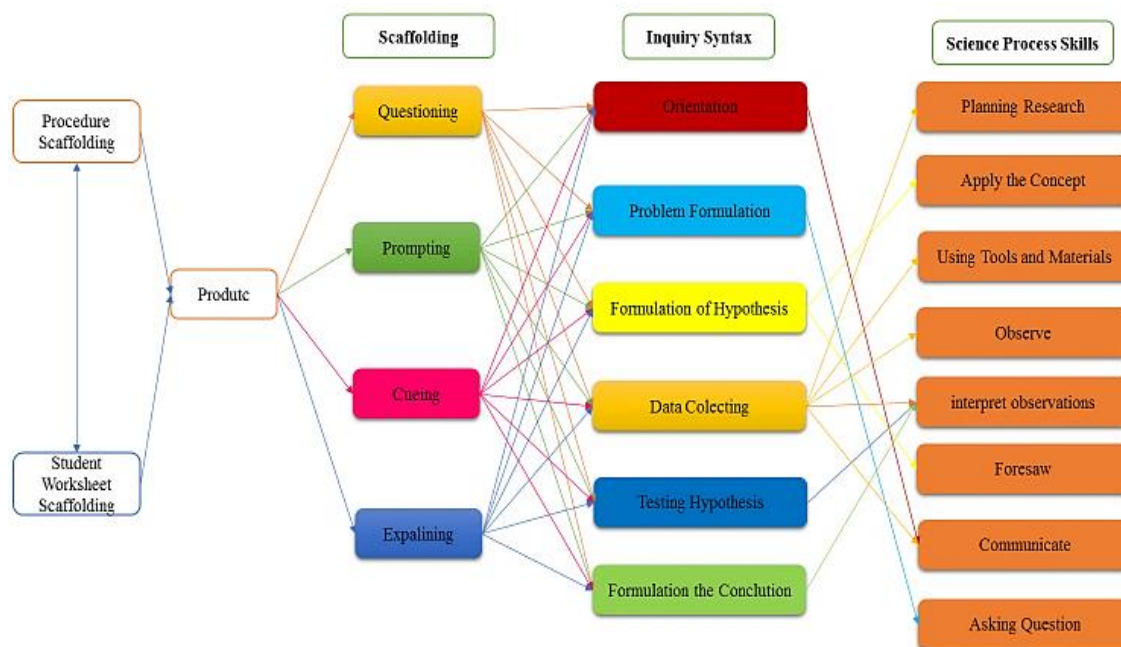 Scaffolding
Inquiry Syntax
Science Process Skills
Procedure
Scaffolding
Student
Worksheet
Scaffolding
Produtc
Questioning
Prompting
Cueing
Expalining
Orientation
Problem Formulation
Formulation of Hypothesis
Data Colecting
Testing Hypothesis
Formulation the Conclution
Planning Research
Apply the Concept
Using Tools and Materials
Observe
interpret observations
Foresaw
Communicate
Asking Question